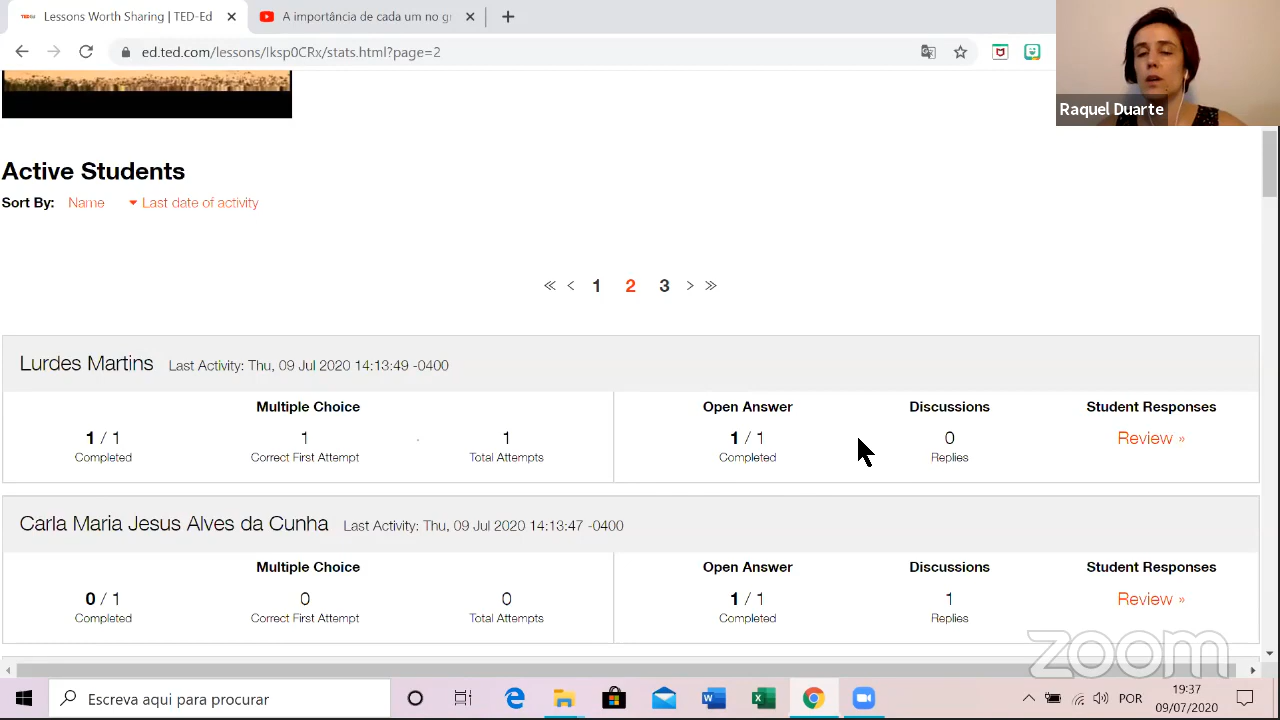 Lessons Worth Sharing | TED-Ed
A importância de cada um no gr
ed.ted.com/lessons/lksp0CRx/stats.html?page=2
Raquel Duarte
Active Students
Sort By: Name Last date of activity
« < 1 2 3 > »
Lurdes Martins Last Activity: Thu, 09 Jul 2020 14:13:49 -0400
Multiple Choice Open Answer Discussions Student Responses
1 / 1 1 1 1 / 1 0 Review »
Completed Correct First Attempt Total Attempts Completed Replies
Carla Maria Jesus Alves da Cunha Last Activity: Thu, 09 Jul 2020 14:13:47 -0400
Multiple Choice Open Answer Discussions Student Responses
0 / 1 0 0 1 / 1 1 Review »
Completed Correct First Attempt Total Attempts Completed Replies
zoom
Escreva aqui para procurar
POR
19:37
09/07/2020